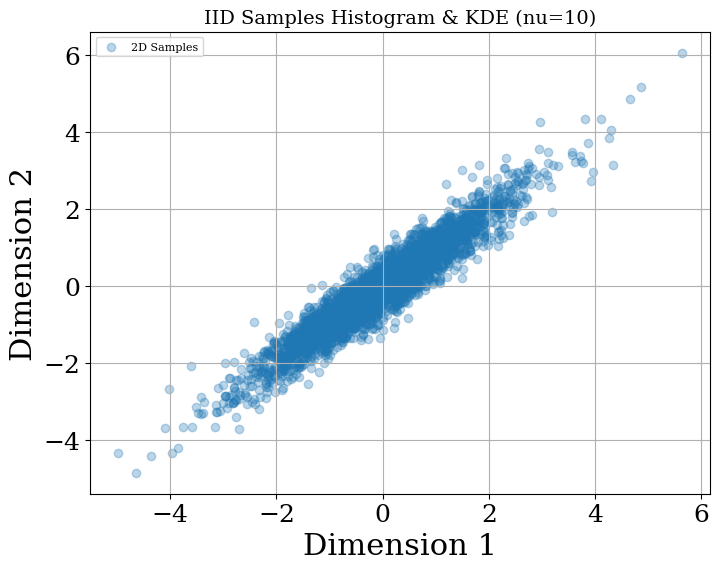 IID Samples Histogram & KDE (nu=10)
2D Samples
Dimension 2
6
4
2
0
−2
−4
−4 −2 0 2 4 6
Dimension 1